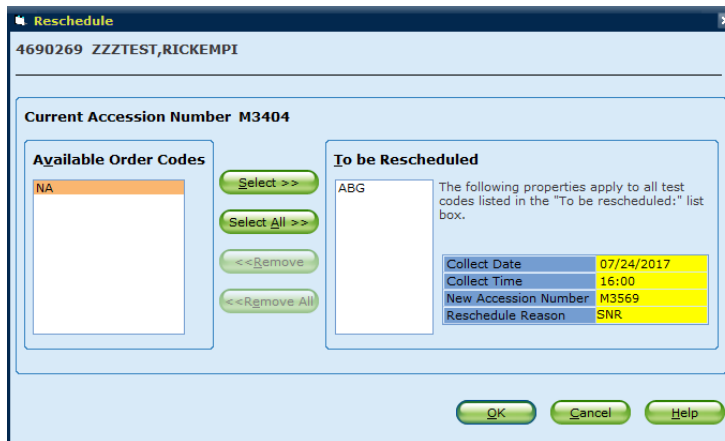 Reschedule
4690269 ZZZTEST,RICKEMPI
Current Accession Number M3404
Available Order Codes
NA
Select >>
Select All >>
<<Remove
<<Remove All
To be Rescheduled
ABG
The following properties apply to all test
codes listed in the "To be rescheduled:" list
box.
Collect Date 07/24/2017
Collect Time 16:00
New Accession Number M3569
Reschedule Reason SNR
OK Cancel Help